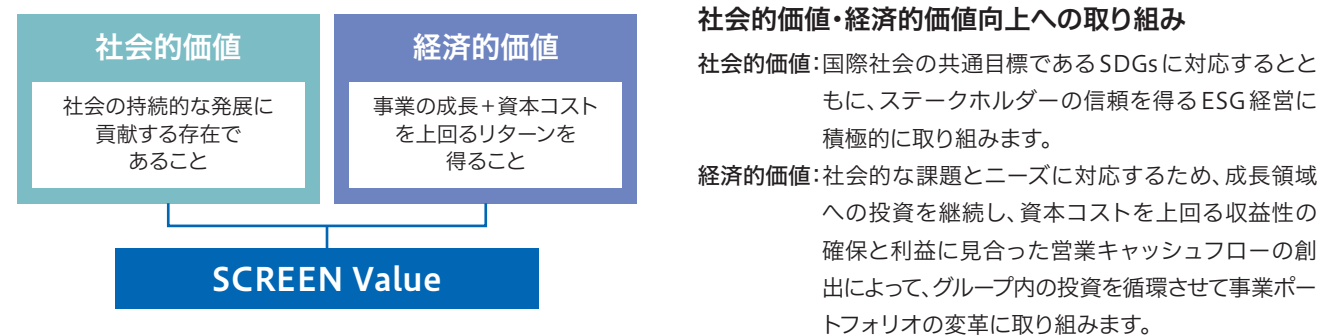 社会的価値
社会の持続的な発展に
貢献する存在で
あること
経済的価値
事業の成長+資本コスト
を上回るリターンを
得ること
SCREEN Value
社会的価値・経済的価値向上への取り組み
社会的価値:国際社会の共通目標であるSDGsに対応するとと
もに、ステークホルダーの信頼を得るESG経営に
積極的に取り組みます。
経済的価値:社会的な課題とニーズに対応するため、成長領域
への投資を継続し、資本コストを上回る収益性の
確保と利益に見合った営業キャッシュフローの創
出によって、グループ内の投資を循環させて事業ポー
トフォリオの変革に取り組みます。